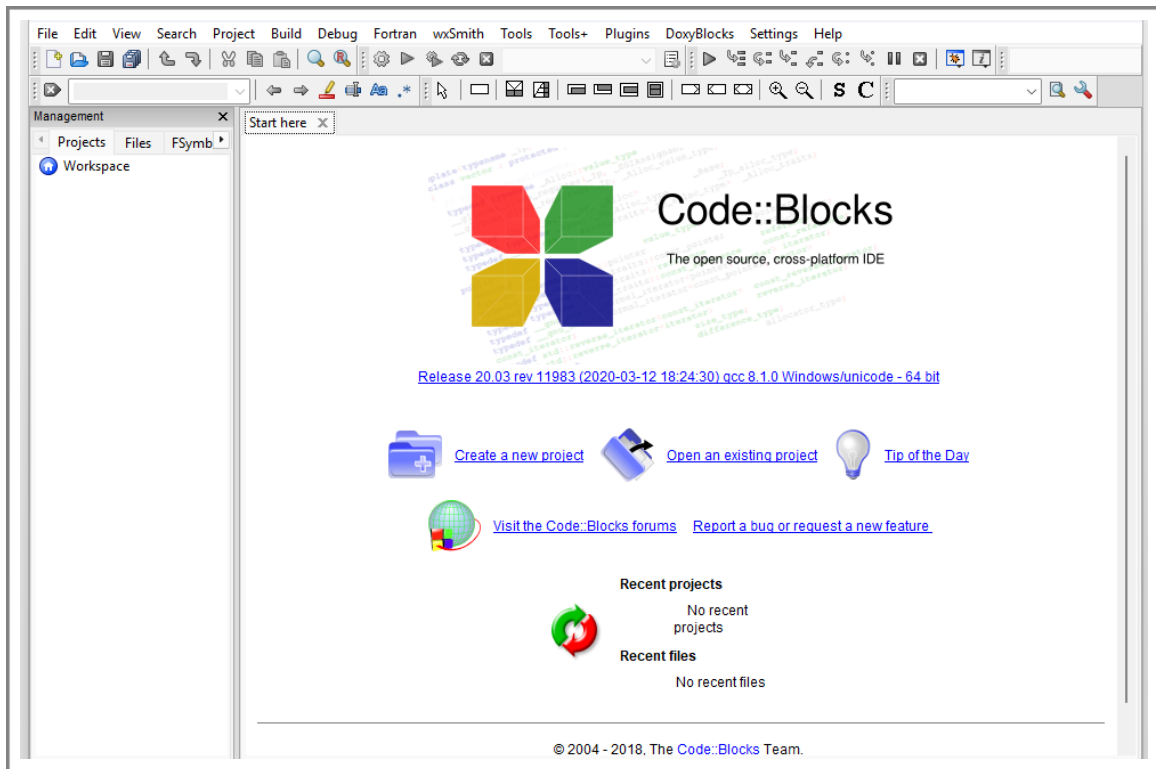 File Edit View Search Project Build Debug Fortran wxSmith Tools Tools+ Plugins DoxyBlocks Settings Help
Aa .* S C
Management
Projects Files FSymb
Workspace
Start here
Code::Blocks
The open source, cross-platform IDE
Release 20.03 rev 11983 (2020-03-12 18:24:30) gcc 8.1.0 Windows/unicode - 64 bit
Create a new project Open an existing project Tip of the Day
Visit the Code::Blocks forums Report a bug or request a new feature
Recent projects
No recent
projects
Recent files
No recent files
© 2004 - 2018, The Code::Blocks Team.